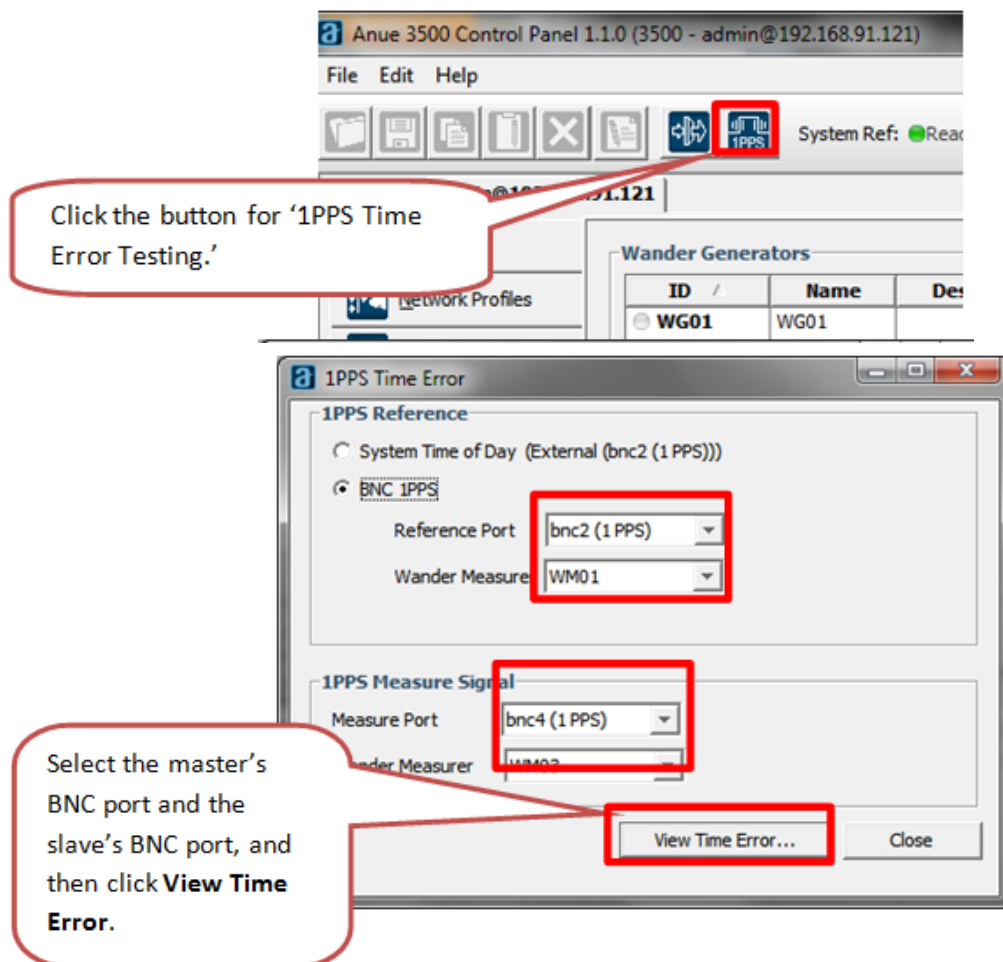 Anue 3500 Control Panel 1.1.0 (3500 - admin@192.168.91.121)
File Edit Help
1PPS
System Ref:
.121
Click the button for ‘1PPS Time
Error Testing.’
Network Profiles
Wander Generators
ID Name
WG01 WG01
1PPS Time Error
1PPS Reference
System Time of Day (External (bnc2 (1 PPS)))
BNC 1PPS
Reference Port bnc2 (1 PPS)
Wander Measure WM01
1PPS Measure Signal
Measure Port bnc4 (1 PPS)
Measurer
View Time Error... Close
Select the master’s
BNC port and the
slave’s BNC port, and
then click View Time
Error.